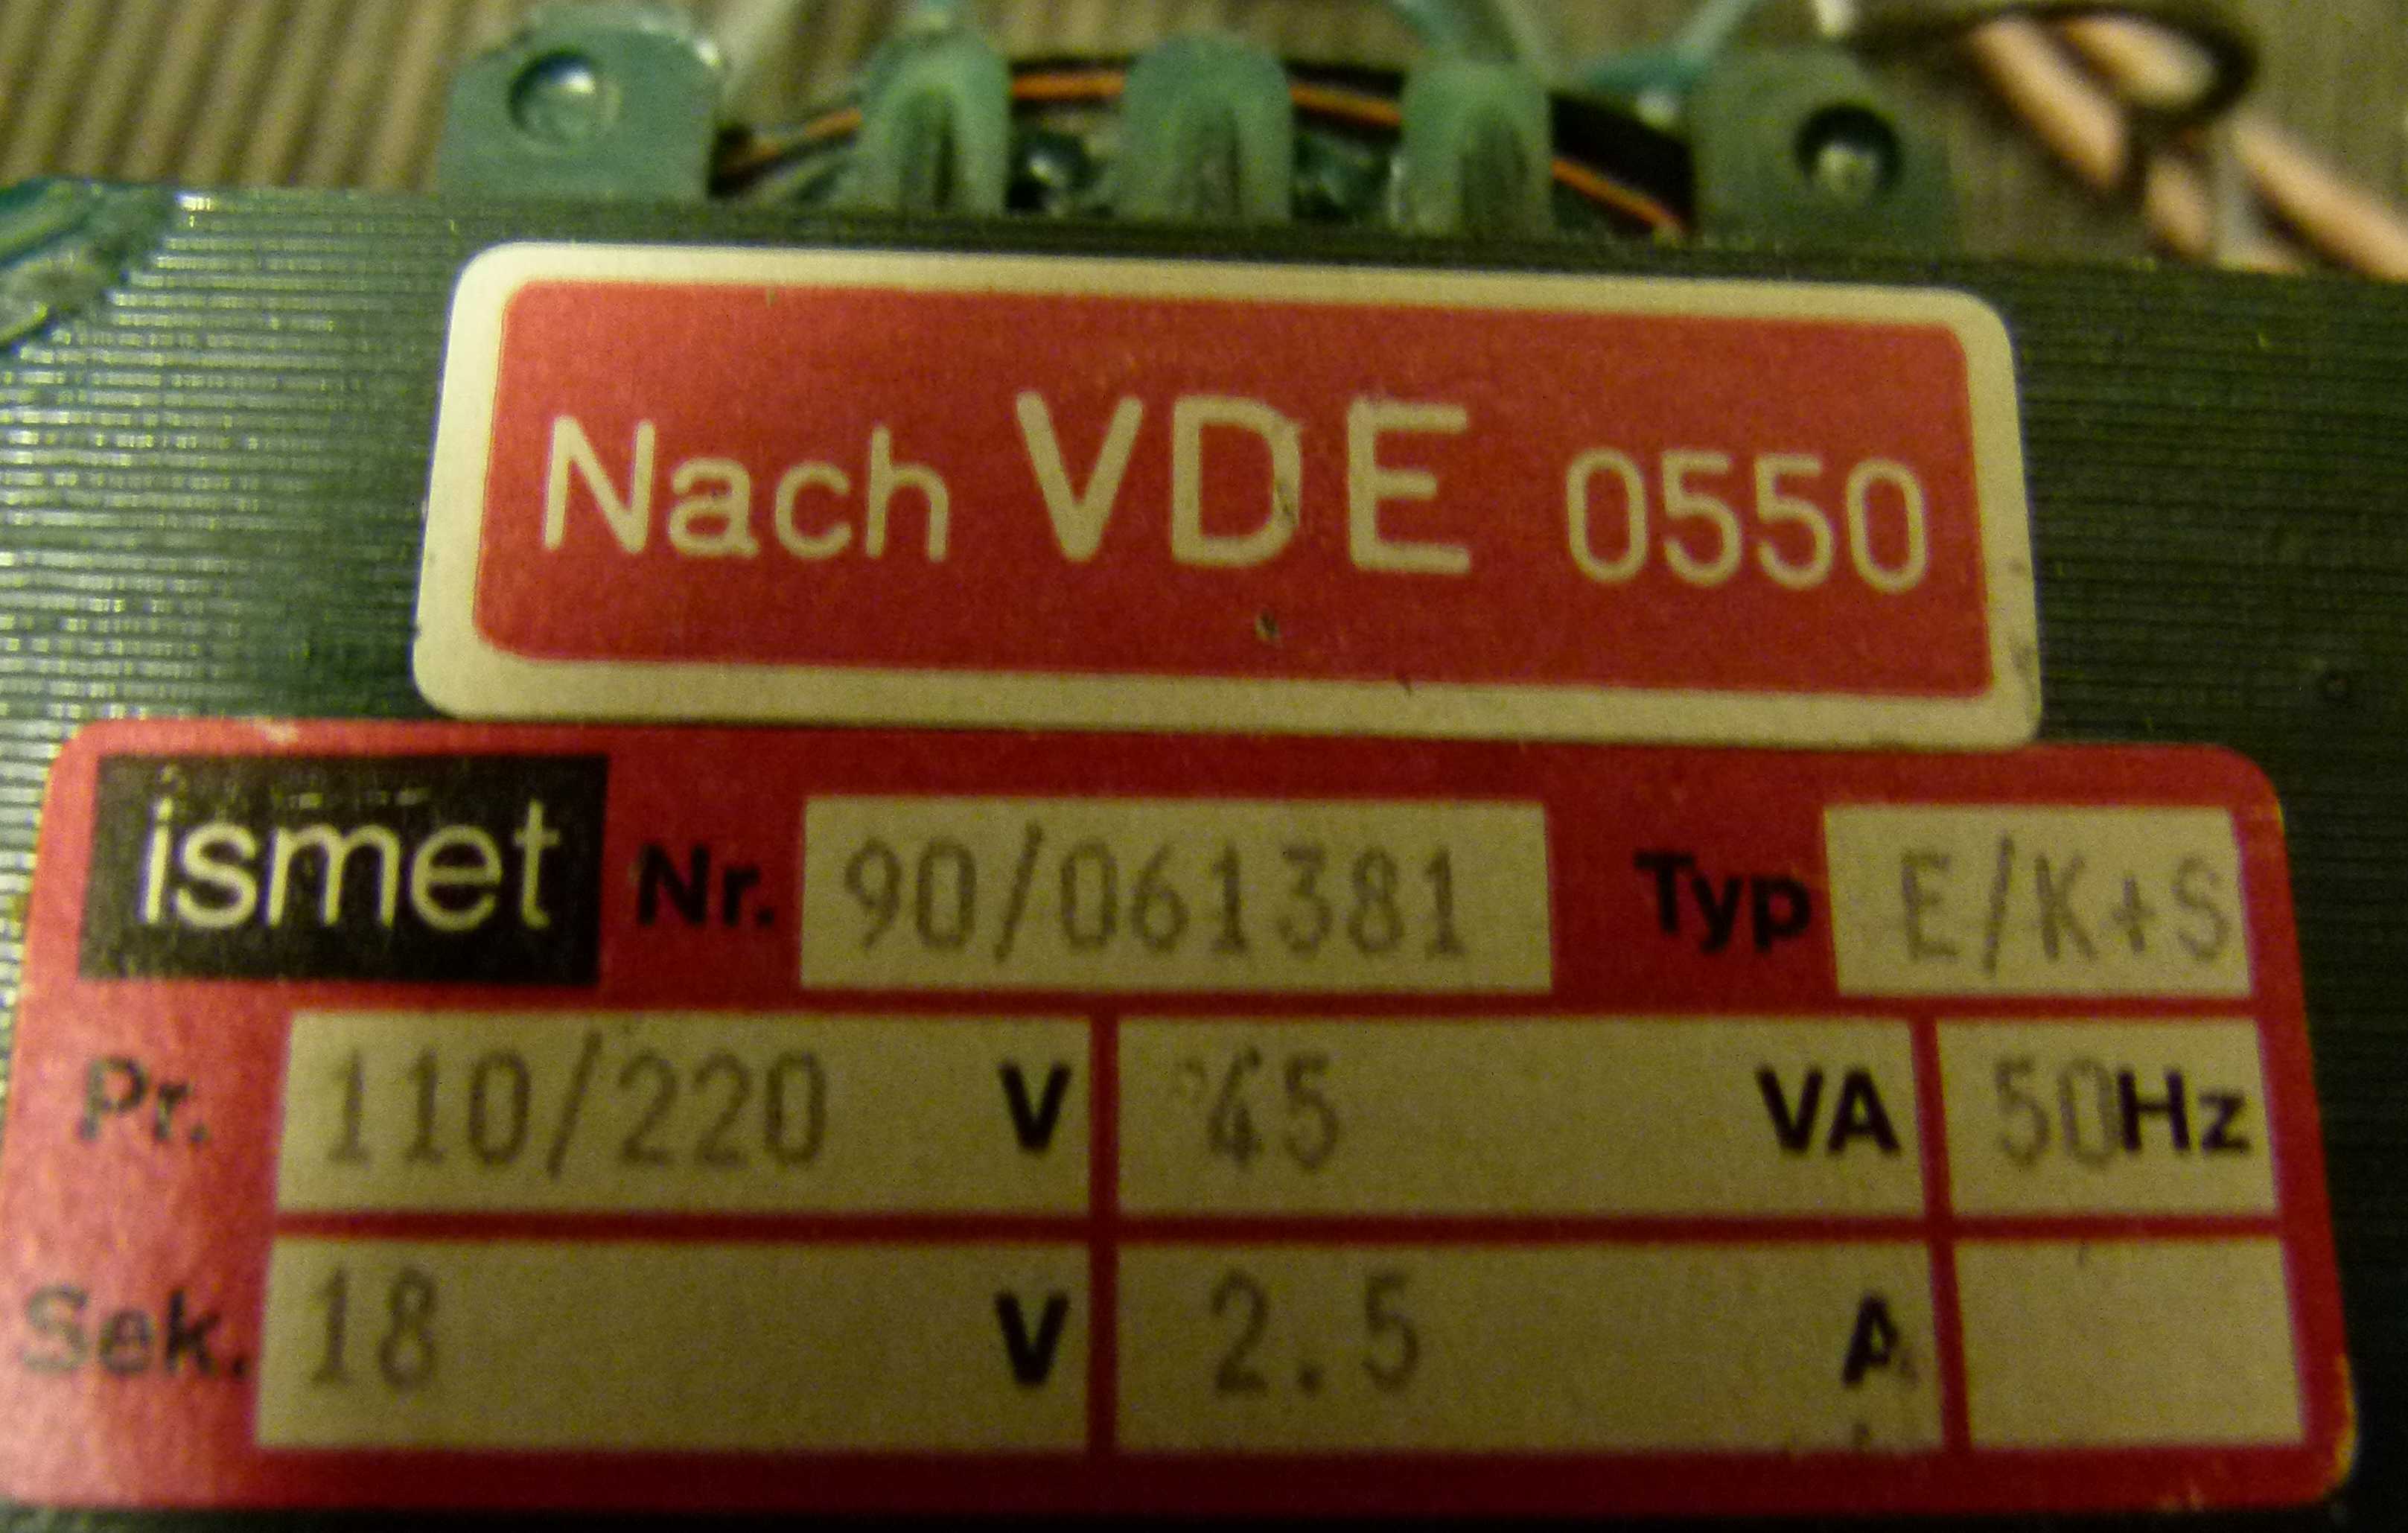 Nach VDE 0550
ismet Nr. 90/061381 Typ E/K+S
Pr. 110/220 V 45 VA 50Hz
Sek. 18 V 2.5 A